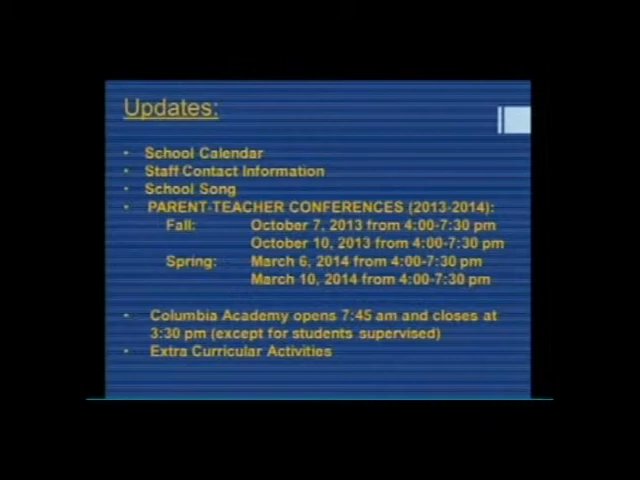 Updates:
• School Calendar
• Staff Contact Information
• School Song
• PARENT-TEACHER CONFERENCES (2013-2014):
Fall: October 7, 2013 from 4:00-7:30 pm
October 10, 2013 from 4:00-7:30 pm
Spring: March 6, 2014 from 4:00-7:30 pm
March 10, 2014 from 4:00-7:30 pm
• Columbia Academy opens 7:45 am and closes at
3:30 pm (except for students supervised)
• Extra Curricular Activities